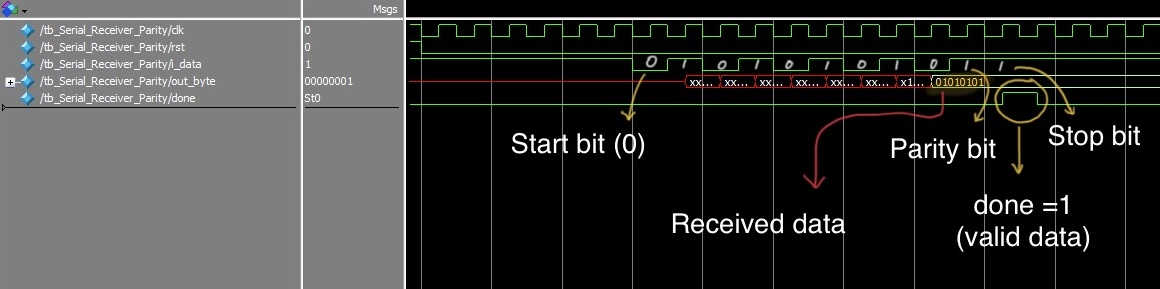 Msgs
/tb_Serial_Receiver_Parity/clk 0
/tb_Serial_Receiver_Parity/rst 0
/tb_Serial_Receiver_Parity/i_data 1
/tb_Serial_Receiver_Parity/out_byte 00000001
/tb_Serial_Receiver_Parity/done St0
0 1 0 1 0 1 0 1 0 1 1
xx... xx... xx... xx... xx... xx... x1... 01010101
Start bit (0)
Parity bit
Stop bit
Received data
done =1
(valid data)